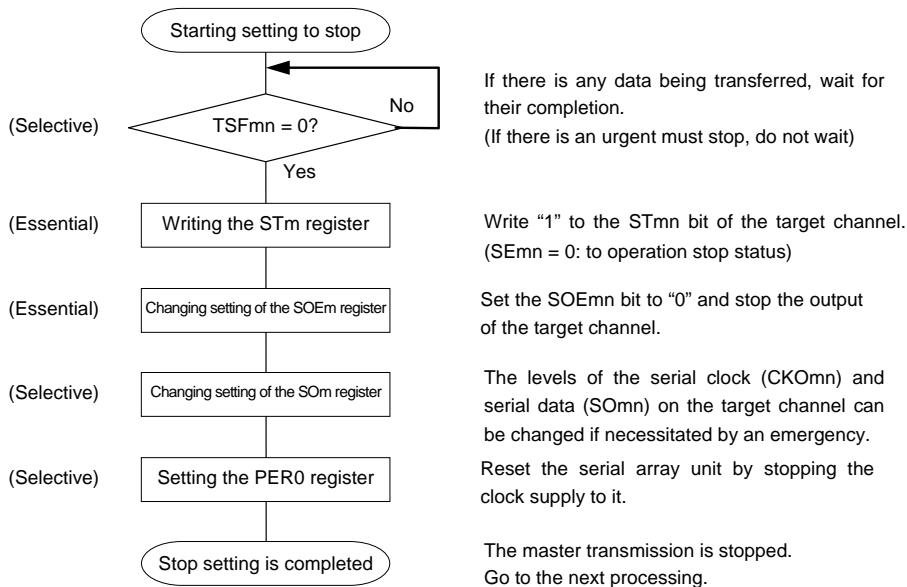 Starting setting to stop
No
If there is any data being transferred, wait for
their completion.
(If there is an urgent must stop, do not wait)
(Selective)
TSFmn = 0?
Yes
(Essential)
Writing the STm register
Write “1” to the STmn bit of the target channel.
(SEmn = 0: to operation stop status)
(Essential)
Changing setting of the SOEm register
Set the SOEmn bit to “0” and stop the output
of the target channel.
(Selective)
Changing setting of the SOm register
The levels of the serial clock (CKOmn) and
serial data (SOmn) on the target channel can
be changed if necessitated by an emergency.
(Selective)
Setting the PER0 register
Reset the serial array unit by stopping the
clock supply to it.
Stop setting is completed
The master transmission is stopped.
Go to the next processing.